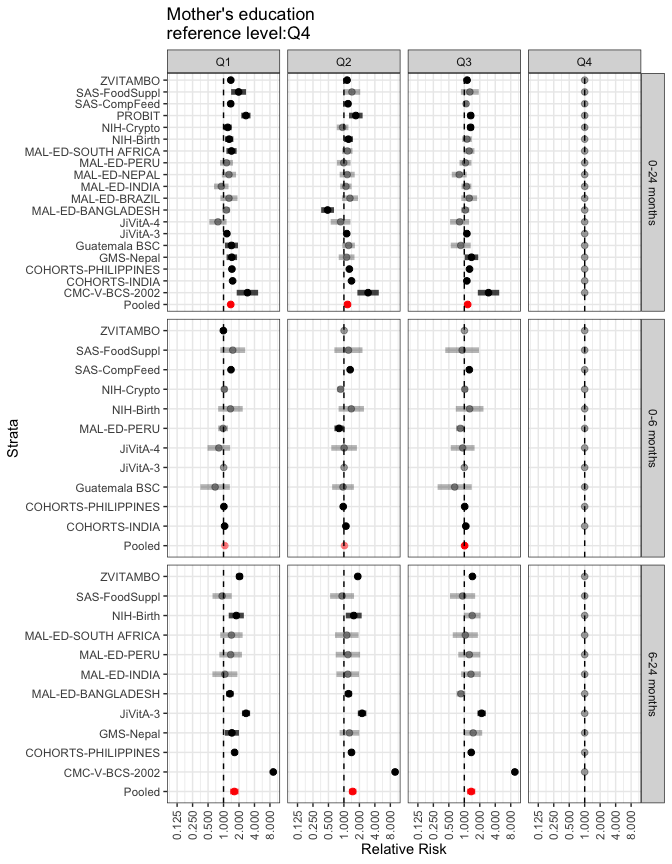 Mother's education
reference level:Q4
Q1 Q2 Q3 Q4
ZVITAMBO
SAS-FoodSuppl
SAS-CompFeed
PROBIT
NIH-Crypto
NIH-Birth
MAL-ED-SOUTH AFRICA
MAL-ED-PERU
MAL-ED-NEPAL
MAL-ED-INDIA
MAL-ED-BRAZIL
MAL-ED-BANGLADESH
JiVitA-4
JiVitA-3
Guatemala BSC
GMS-Nepal
COHORTS-PHILIPPINES
COHORTS-INDIA
CMC-V-BCS-2002
Pooled
0-24 months
ZVITAMBO
SAS-FoodSuppl
SAS-CompFeed
NIH-Crypto
NIH-Birth
MAL-ED-PERU
JiVitA-4
JiVitA-3
Guatemala BSC
COHORTS-PHILIPPINES
COHORTS-INDIA
Pooled
0-6 months
ZVITAMBO
SAS-FoodSuppl
NIH-Birth
MAL-ED-SOUTH AFRICA
MAL-ED-PERU
MAL-ED-INDIA
MAL-ED-BANGLADESH
JiVitA-3
GMS-Nepal
COHORTS-PHILIPPINES
CMC-V-BCS-2002
Pooled
6-24 months
Strata
0.125 0.250 0.500 1.000 2.000 4.000 8.000 0.125 0.250 0.500 1.000 2.000 4.000 8.000 0.125 0.250 0.500 1.000 2.000 4.000 8.000 0.125 0.250 0.500 1.000 2.000 4.000 8.000
Relative Risk